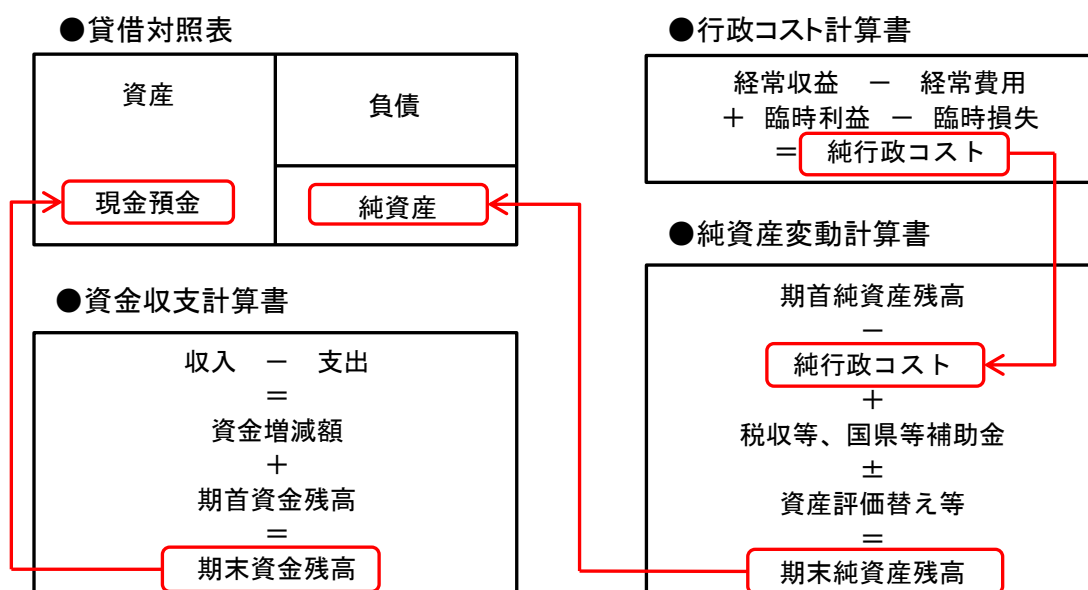 ●貸借対照表
資産
負債
現金預金
純資産
●資金収支計算書
収入 － 支出
＝
資金増減額
＋
期首資金残高
＝
期末資金残高
●行政コスト計算書
経常収益 － 経常費用
＋ 臨時利益 － 臨時損失
＝ 純行政コスト
●純資産変動計算書
期首純資産残高
－
純行政コスト
＋
税収等、国県等補助金
±
資産評価替え等
＝
期末純資産残高